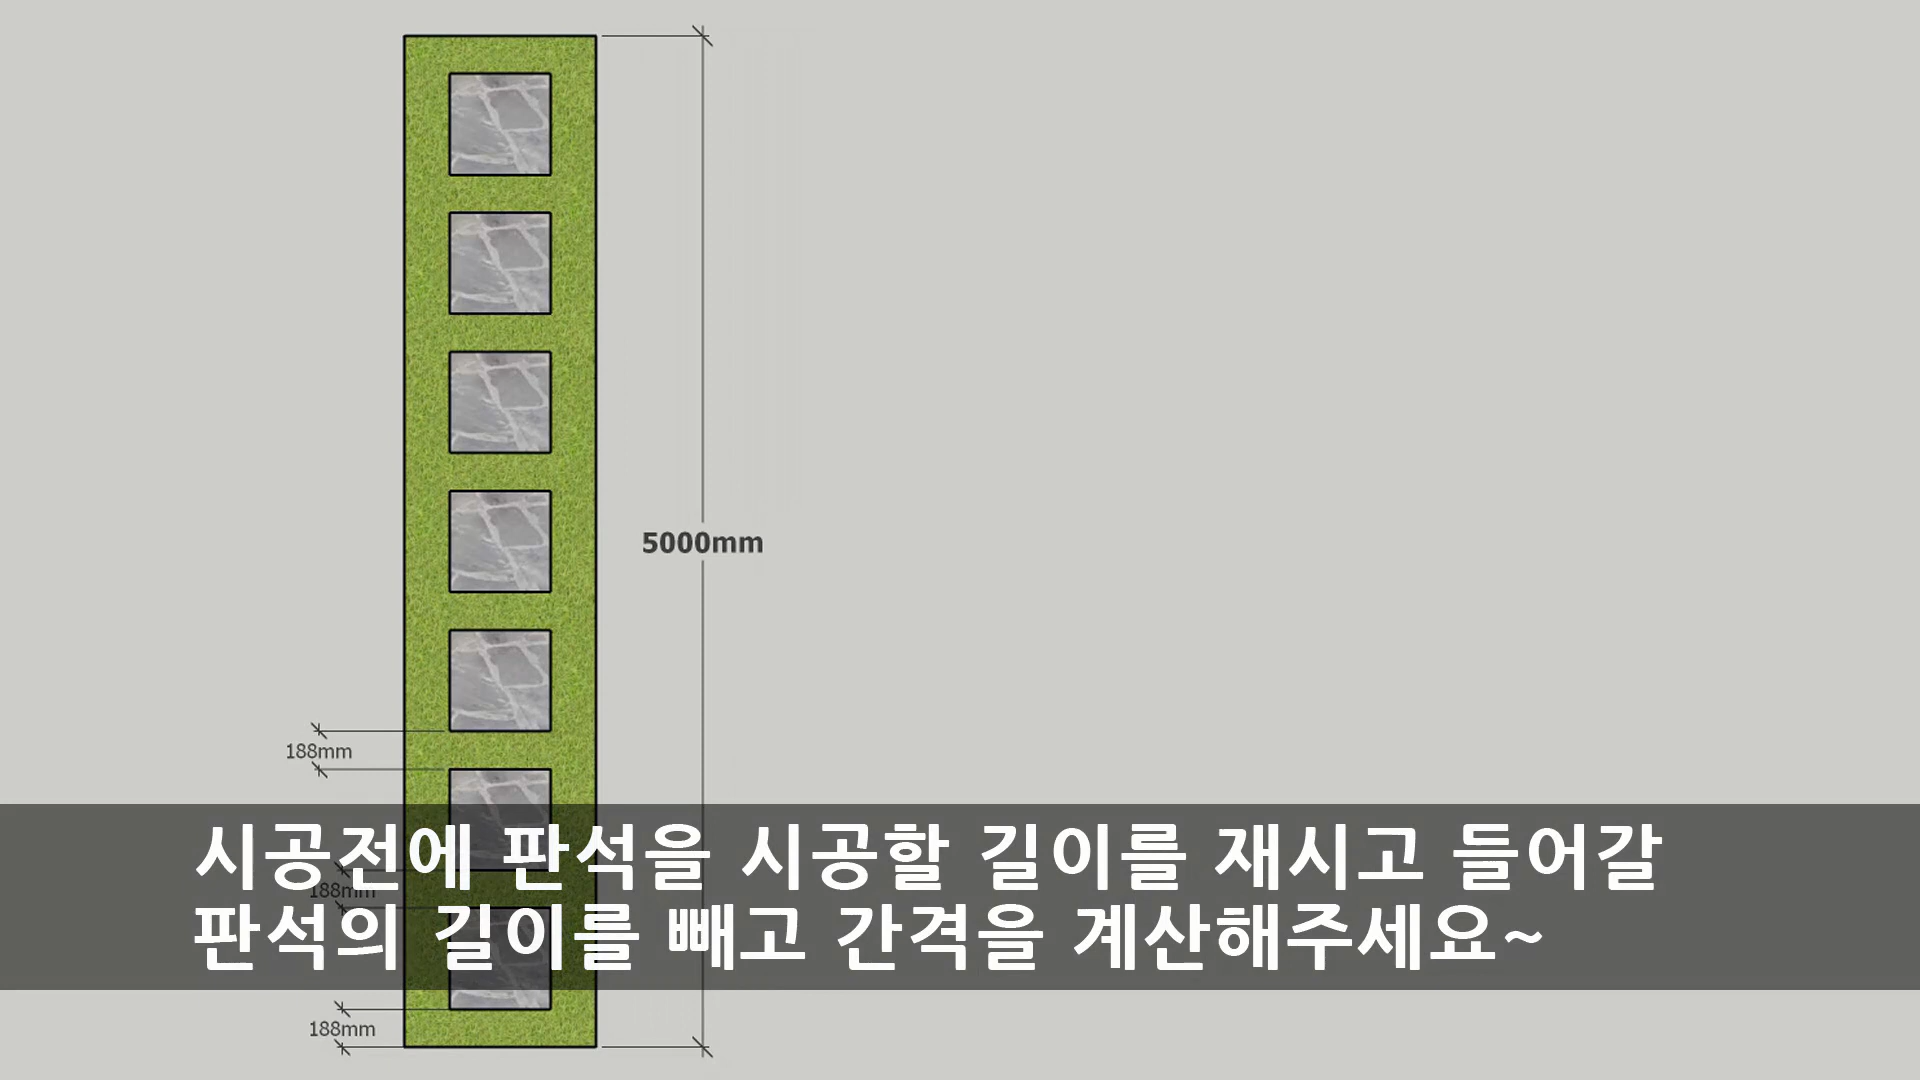 5000mm
188mm
188mm
188mm
시공전에 판석을 시공할 길이를 재시고 들어갈
판석의 길이를 빼고 간격을 계산해주세요~